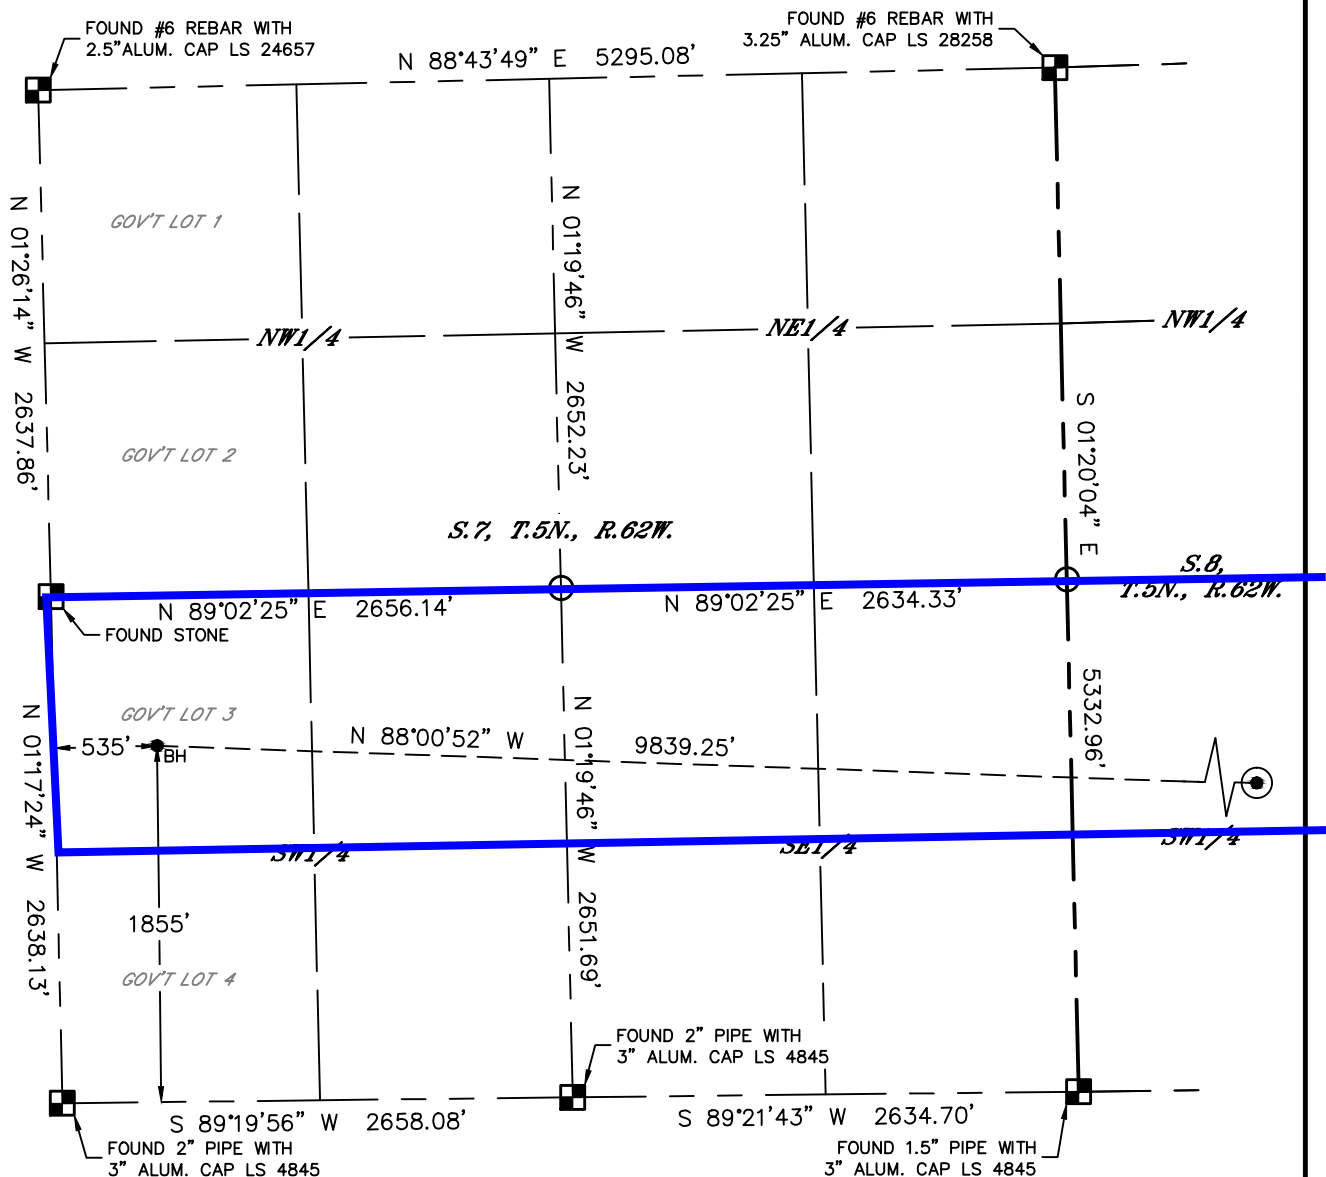 FOUND #6 REBAR WITH
2.5" ALUM. CAP LS 24657
FOUND #6 REBAR WITH
3.25" ALUM. CAP LS 28258
N 88°43'49" E 5295.08'
N 01°26'14" W 2637.86'
GOV'T LOT 1
N 01°19'46" W 2652.23'
NW1/4
NE1/4
NW1/4
GOV'T LOT 2
S 01°20'04" E 5332.96'
S.7, T.5N., R.62W.
S.8,
T.5N., R.62W.
N 89°02'25" E 2656.14'
N 89°02'25" E 2634.33'
FOUND STONE
GOV'T LOT 3
N 01°17'24" W 2638.13'
535'
BH
N 88°00'52" W 9839.25'
N 01°19'46" W 2651.69'
SW1/4
SE1/4
SW1/4
1855'
GOV'T LOT 4
FOUND 2" PIPE WITH
3" ALUM. CAP LS 4845
S 89°19'56" W 2658.08'
S 89°21'43" W 2634.70'
FOUND 2" PIPE WITH
3" ALUM. CAP LS 4845
FOUND 1.5" PIPE WITH
3" ALUM. CAP LS 4845